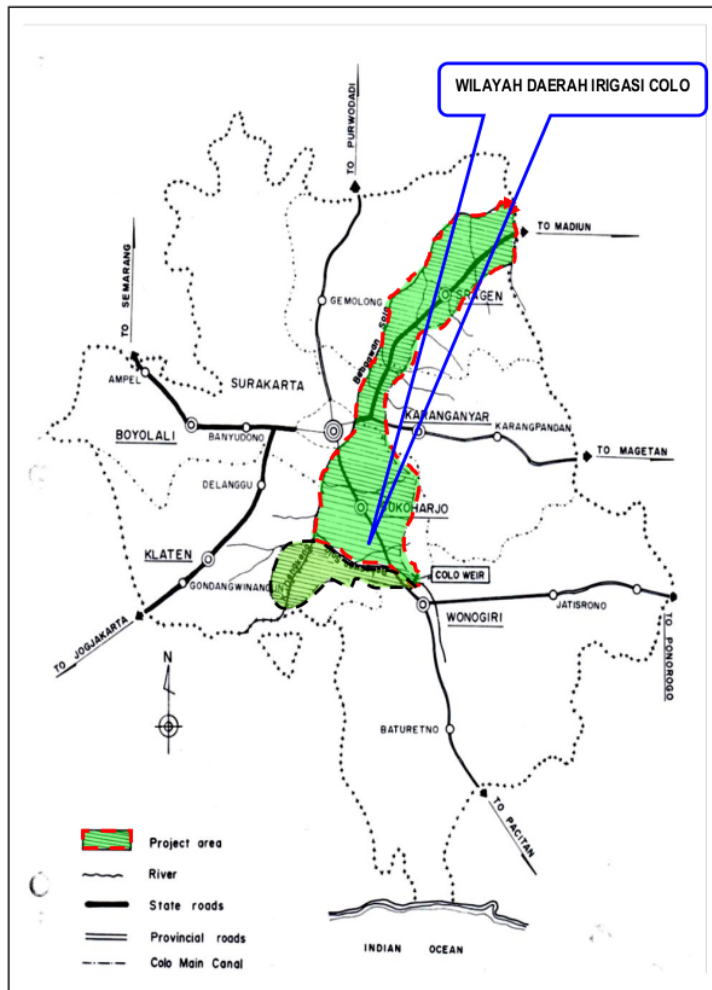 WILAYAH DAERAH IRIGASI COLO
TO PURWODADI
TO MADIUN
TO SEMARANG
GEMOLONG
SRAGEN
Bengawan Solo
AMPEL
SURAKARTA
KARANGANYAR
KARANGPANDAN
BOYOLALI
BANYUDONO
TO MAGETAN
DELANGGU
SUKOHARJO
KLATEN
COLO WEIR
GONDANGWINANGUN
WONOGIRI
JATISRONO
TO JOGJAKARTA
TO PONOROGO
N
BATURETNO
TO PACITAN
Project area
River
State roads
Provincial roads
Colo Main Canal
INDIAN OCEAN